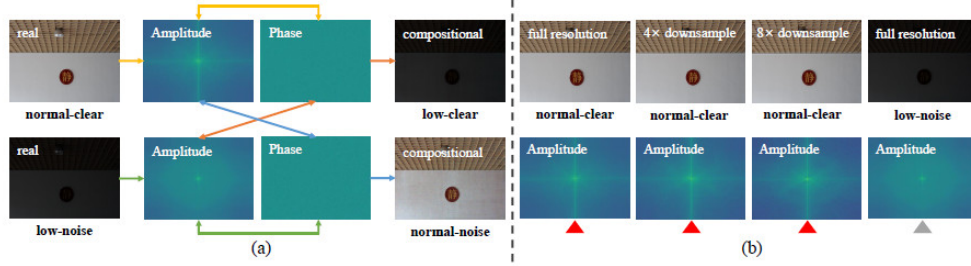 real
Amplitude
Phase
compositional
normal-clear
low-clear
real
Amplitude
Phase
compositional
low-noise
normal-noise
(a)
full resolution
4× downsample
8× downsample
full resolution
normal-clear
normal-clear
normal-clear
low-noise
Amplitude
Amplitude
Amplitude
Amplitude
(b)